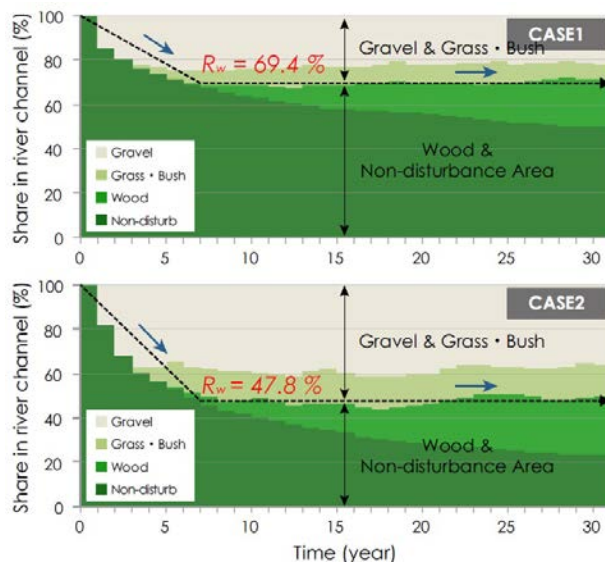 CASE1
Share in river channel (%)
100
80
60
40
20
0
Gravel & Grass・Bush
Rw = 69.4 %
Wood &
Non-disturbance Area
Gravel
Grass・Bush
Wood
Non-disturb
0 5 10 15 20 25 30
CASE2
Share in river channel (%)
100
80
60
40
20
0
Gravel & Grass・Bush
Rw = 47.8 %
Wood &
Non-disturbance Area
Gravel
Grass・Bush
Wood
Non-disturb
0 5 10 15 20 25 30
Time (year)